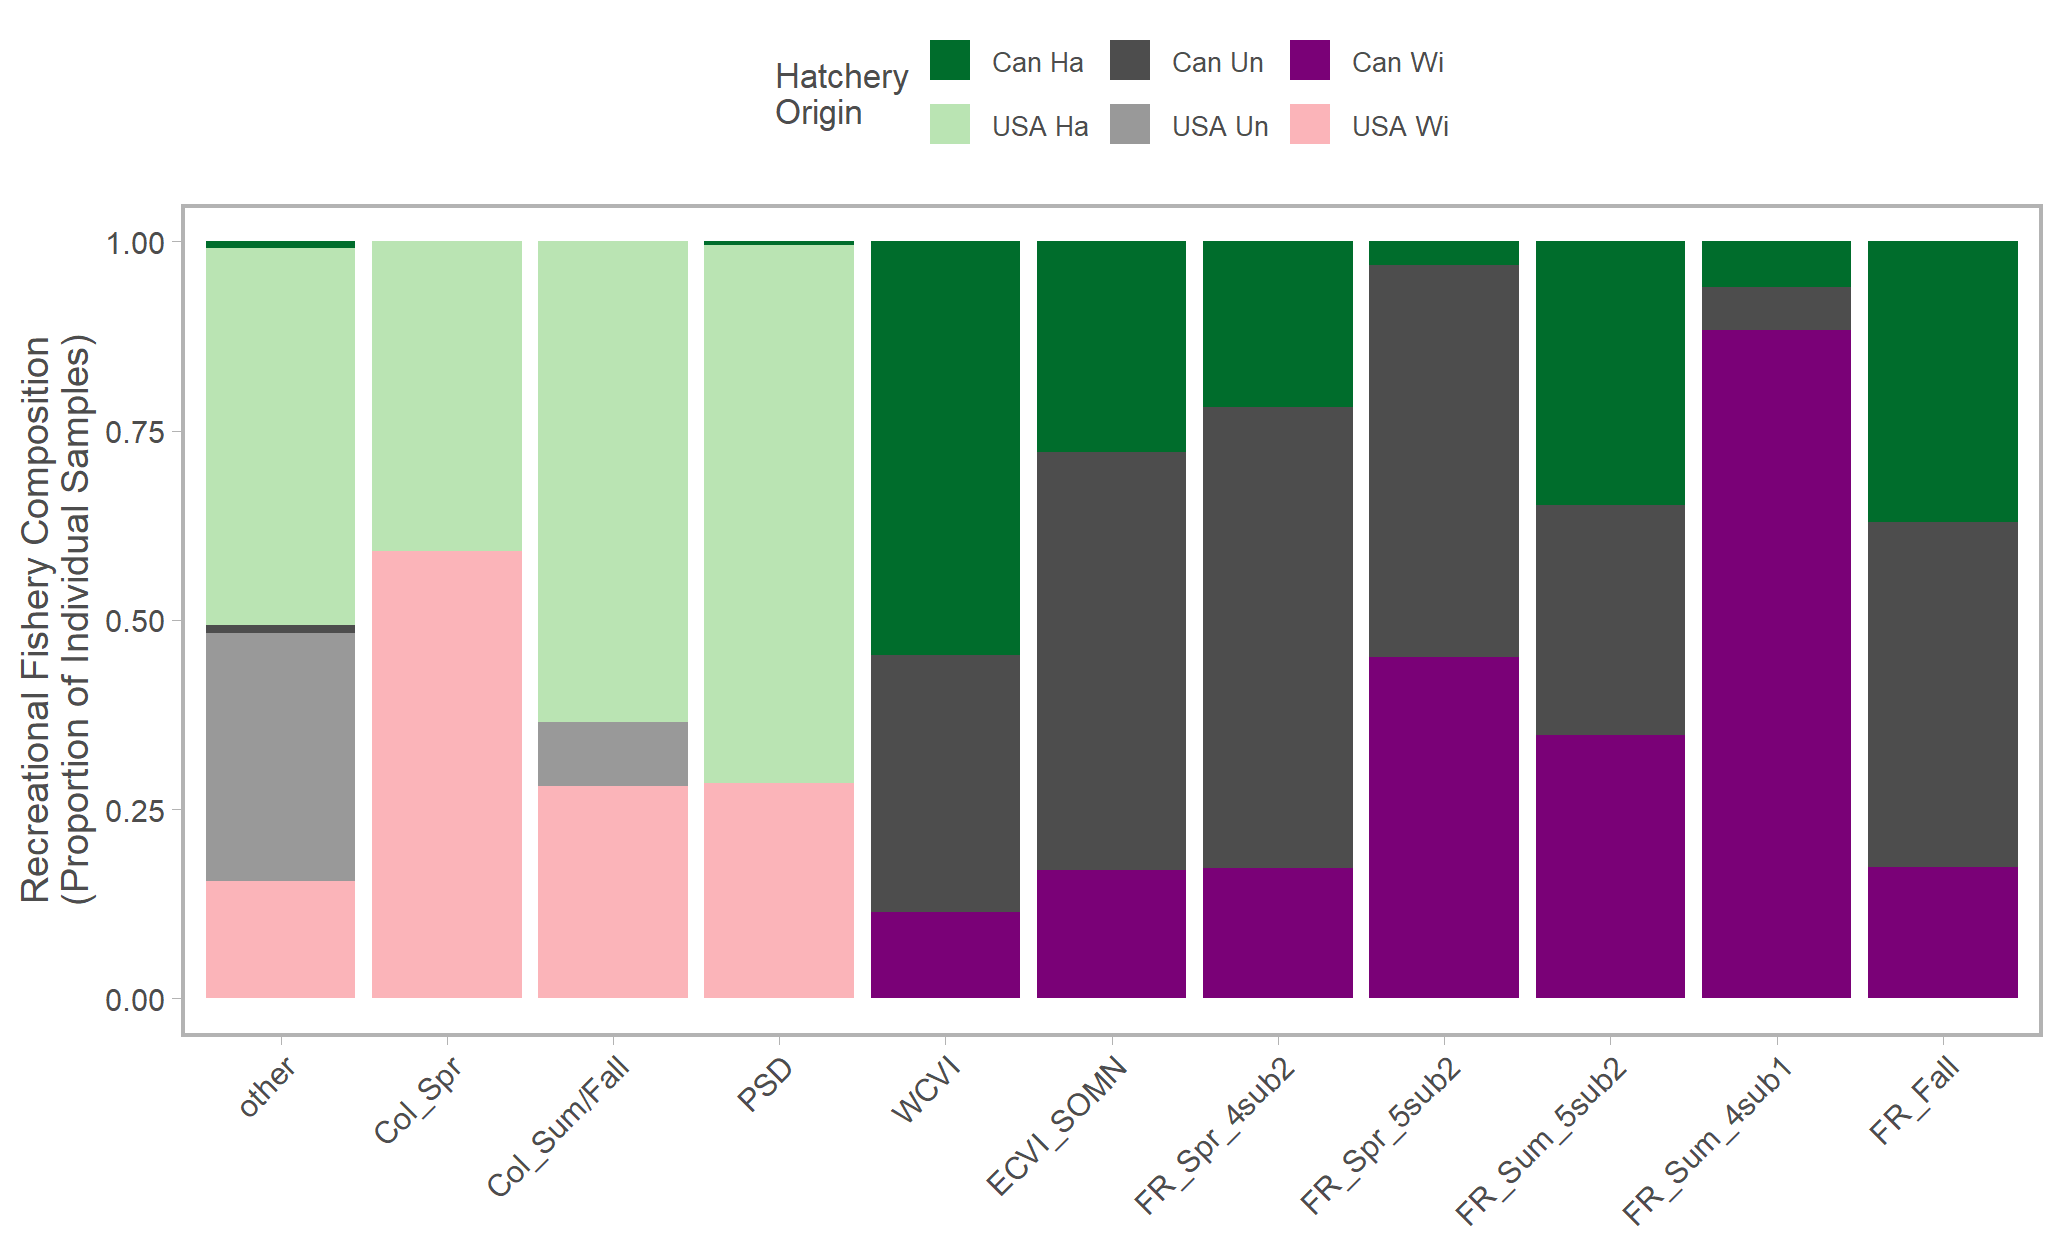 Hatchery
Origin
Can Ha
Can Un
Can Wi
USA Ha
USA Un
USA Wi
Recreational Fishery Composition
(Proportion of Individual Samples)
1.00
0.75
0.50
0.25
0.00
other
Col_Spr
Col_Sum/Fall
PSD
WCVI
ECVI_SOMN
FR_Spr_4sub2
FR_Spr_5sub2
FR_Sum_5sub2
FR_Sum_4sub1
FR_Fall